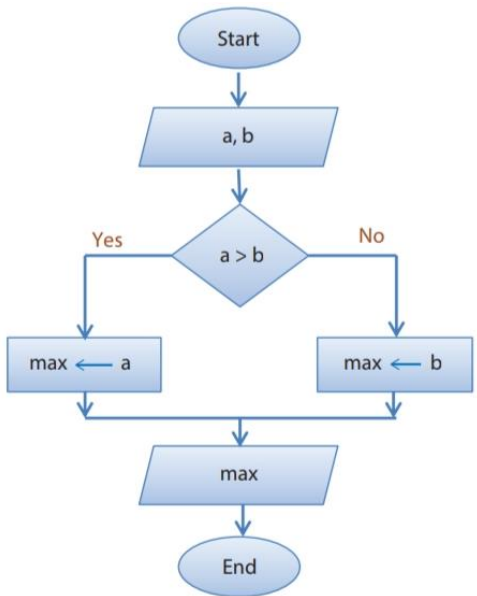 Start
a, b
Yes
No
a > b
max ← a
max ← b
max
End